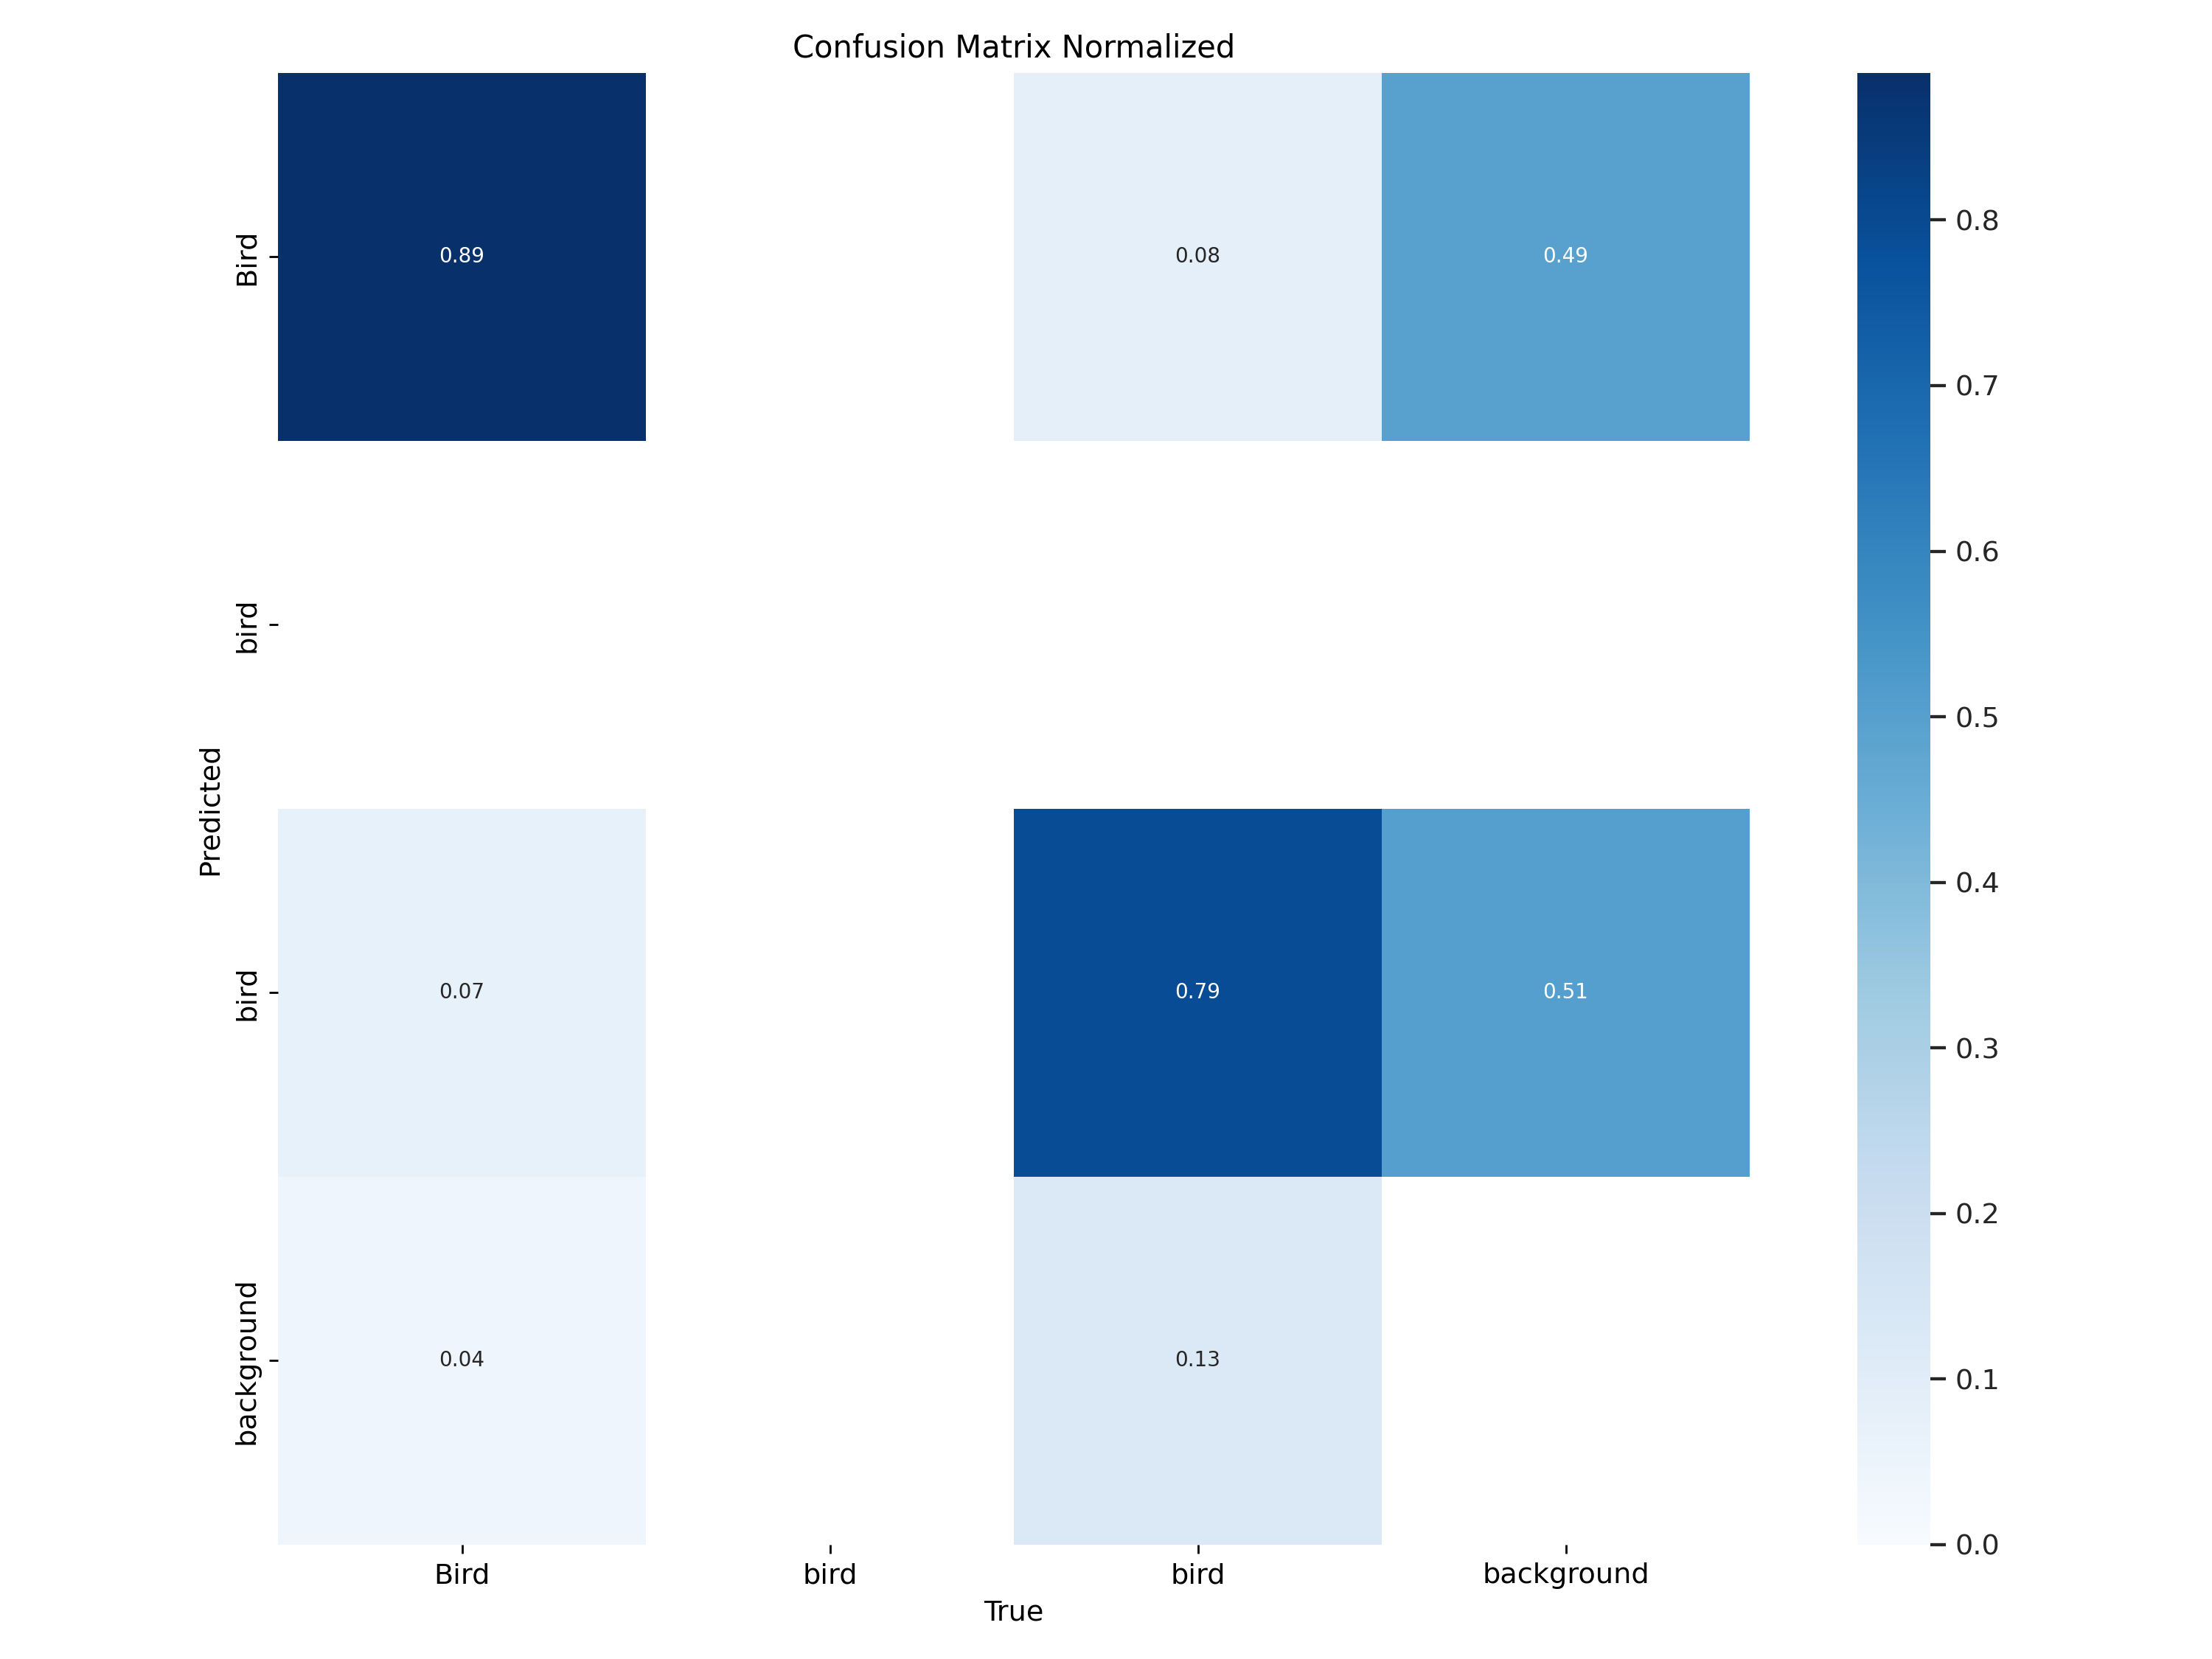 Confusion Matrix Normalized
Bird
0.89
0.08
0.49
bird
bird
0.07
0.79
0.51
background
0.04
0.13
Predicted
Bird
bird
bird
background
True
0.8
0.7
0.6
0.5
0.4
0.3
0.2
0.1
0.0